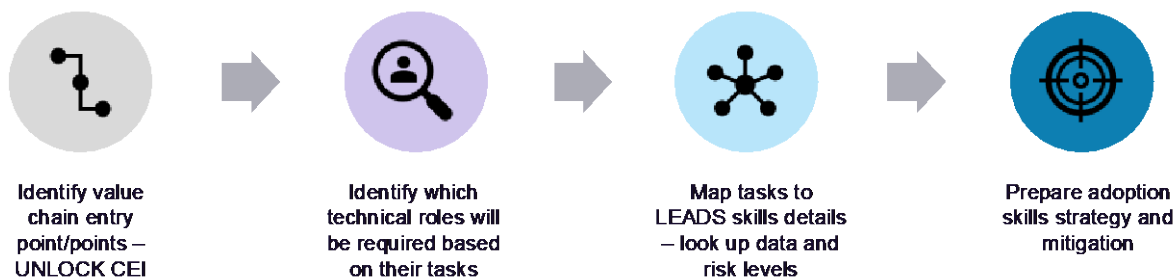 Identify value
chain entry
point/points –
UNLOCK CEI
Identify which
technical roles will
be required based
on their tasks
Map tasks to
LEADS skills details
– look up data and
risk levels
Prepare adoption
skills strategy and
mitigation